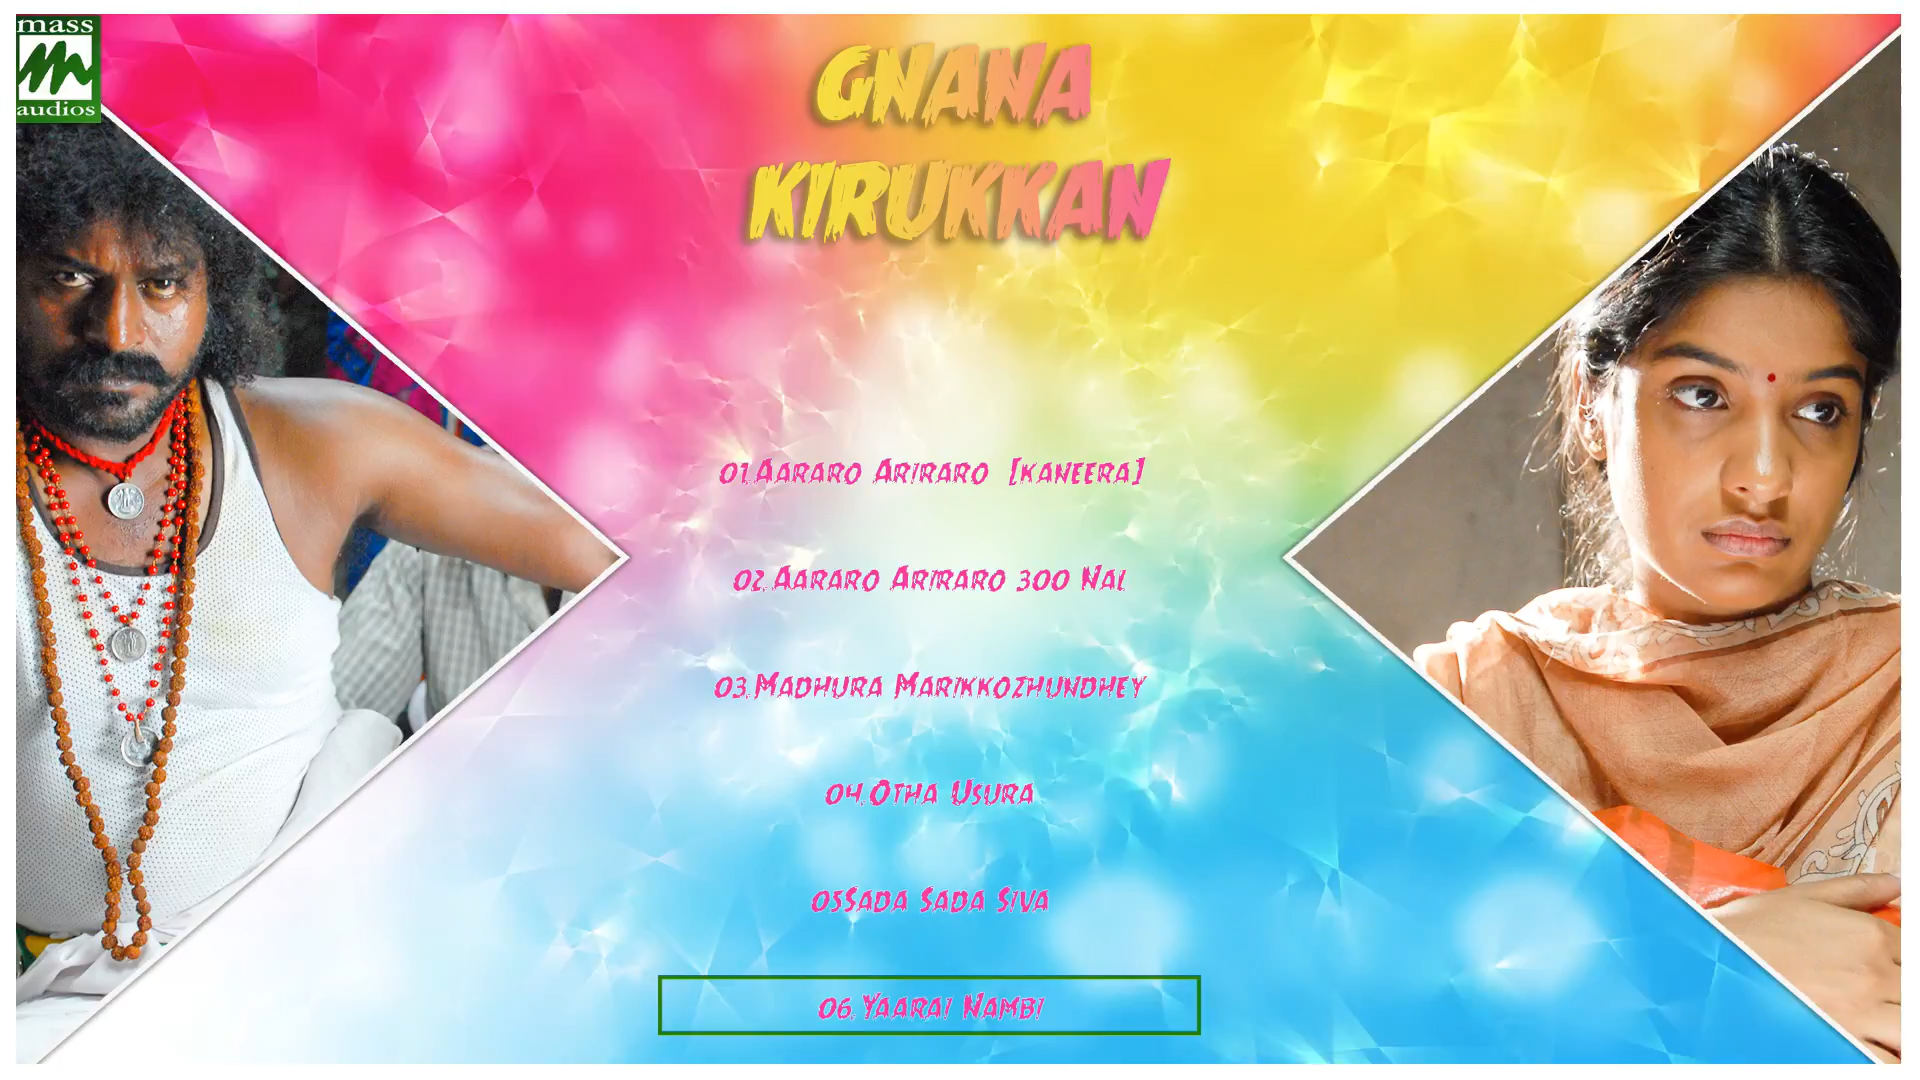 mass
audios
GNANA
KIRUKKAN
01.Aararo Ariraro [kaneera]
02.Aararo Ariraro 300 Nal
03.Madhura Marikkozhundhey
04.Otha Usura
05Sada Sada Siva
06.Yaarai Nambi